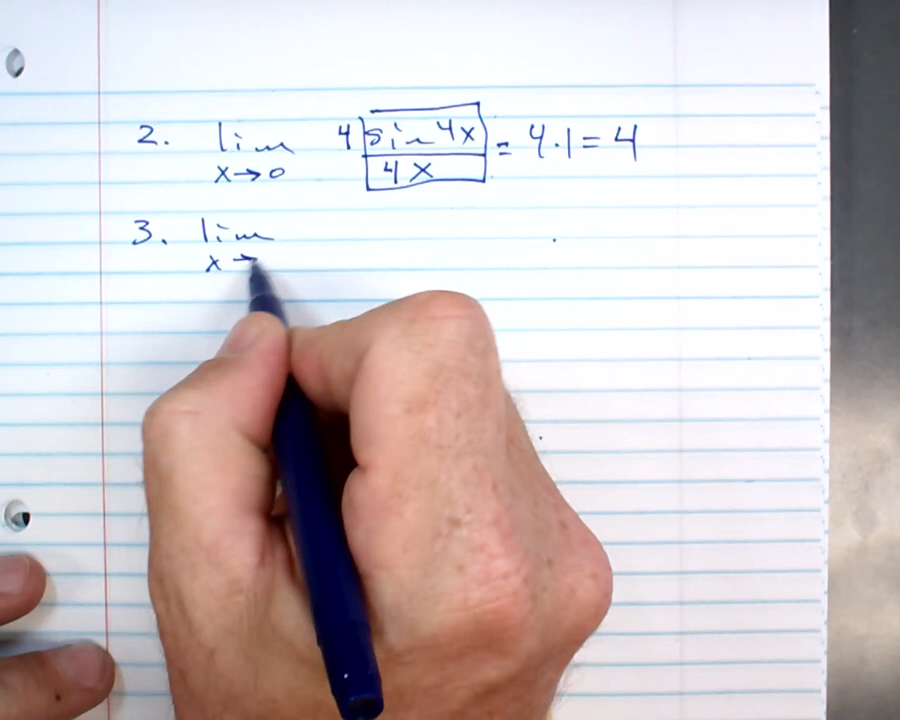 2. lim 4 sin 4x / 4x = 4·1 = 4
x→0
3. lim
x→